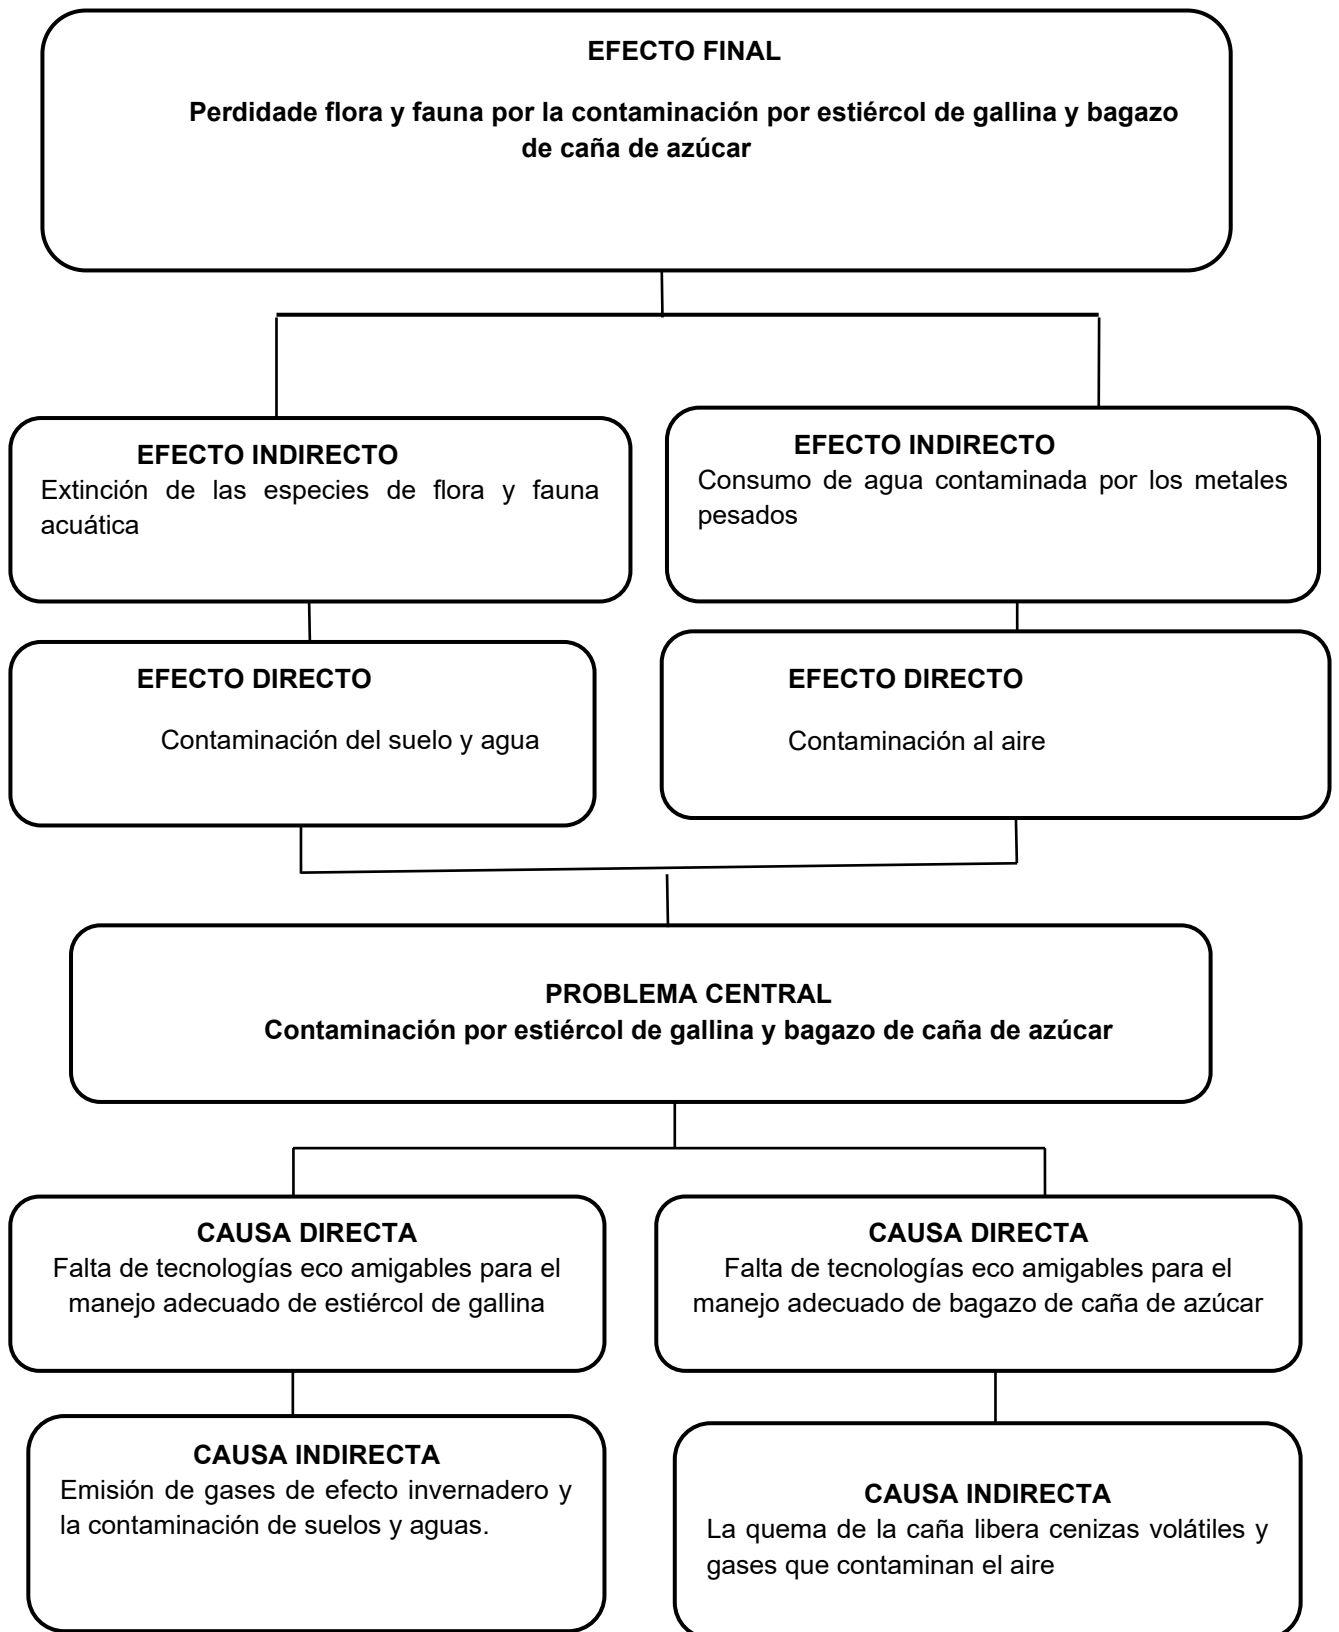 EFECTO FINAL
Perdidade flora y fauna por la contaminación por estiércol de gallina y bagazo
de caña de azúcar
EFECTO INDIRECTO
Extinción de las especies de flora y fauna
acuática
EFECTO INDIRECTO
Consumo de agua contaminada por los metales
pesados
EFECTO DIRECTO
Contaminación del suelo y agua
EFECTO DIRECTO
Contaminación al aire
PROBLEMA CENTRAL
Contaminación por estiércol de gallina y bagazo de caña de azúcar
CAUSA DIRECTA
Falta de tecnologías eco amigables para el
manejo adecuado de estiércol de gallina
CAUSA DIRECTA
Falta de tecnologías eco amigables para el
manejo adecuado de bagazo de caña de azúcar
CAUSA INDIRECTA
Emisión de gases de efecto invernadero y
la contaminación de suelos y aguas.
CAUSA INDIRECTA
La quema de la caña libera cenizas volátiles y
gases que contaminan el aire